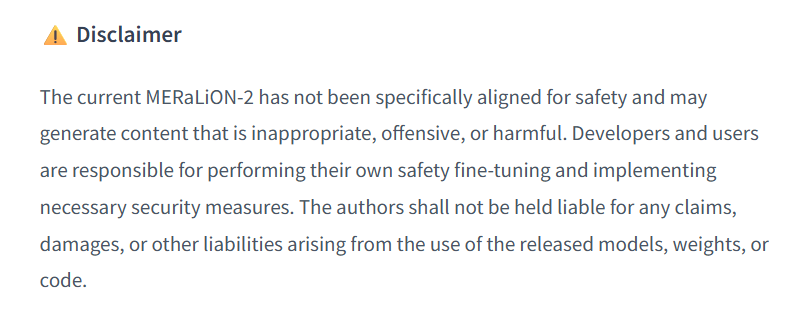 ⚠ Disclaimer
The current MERaLiON-2 has not been specifically aligned for safety and may
generate content that is inappropriate, offensive, or harmful. Developers and users
are responsible for performing their own safety fine-tuning and implementing
necessary security measures. The authors shall not be held liable for any claims,
damages, or other liabilities arising from the use of the released models, weights, or
code.